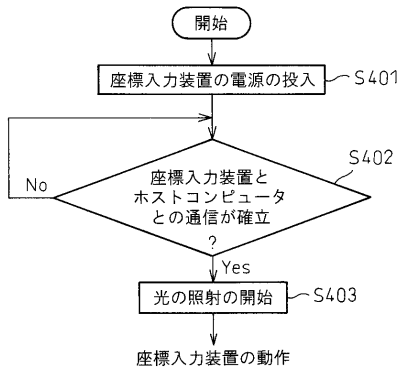 開始
座標入力装置の電源の投入
S401
S402
座標入力装置と
ホストコンピュータ
との通信が確立
?
No
Yes
光の照射の開始
S403
座標入力装置の動作